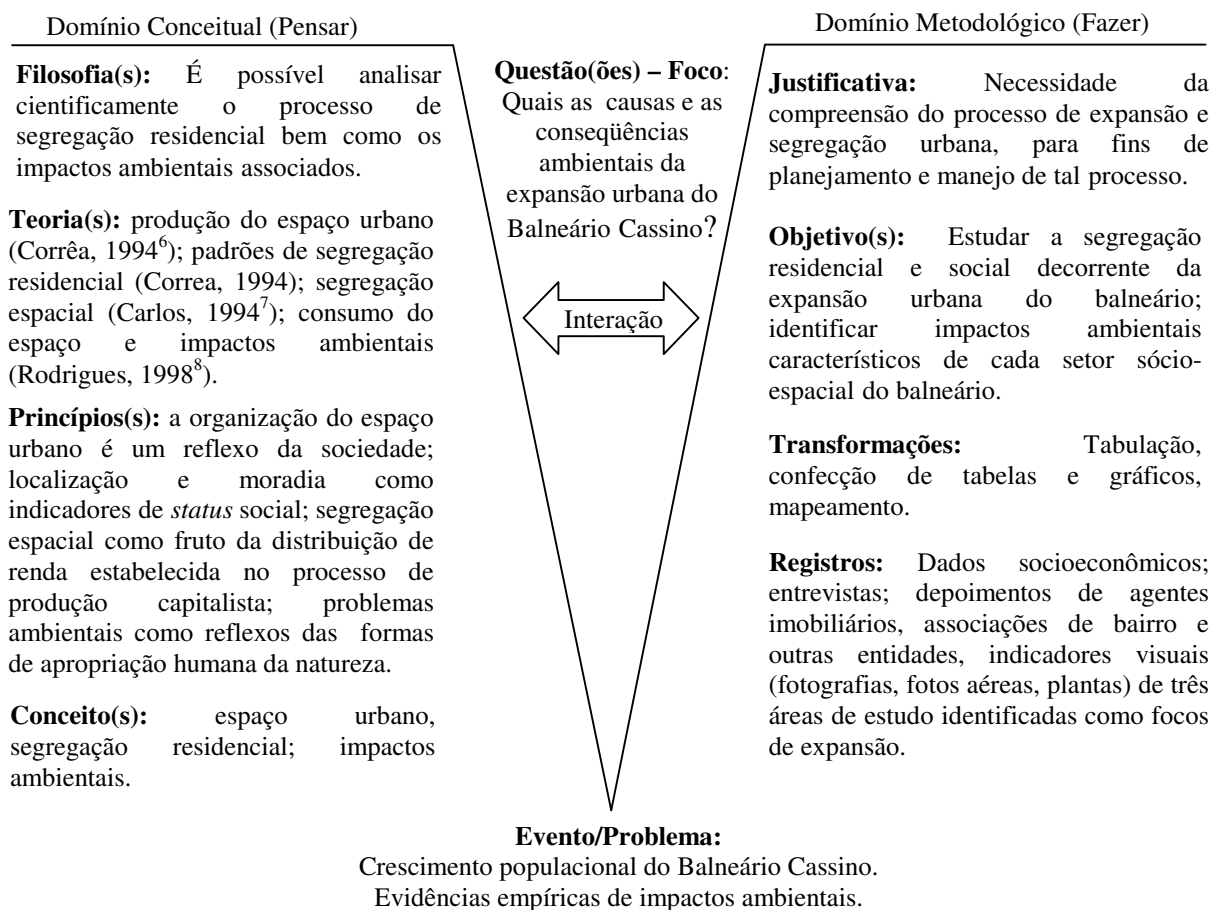 Domínio Conceitual (Pensar)
Filosofia(s): É possível analisar
cientificamente o processo de
segregação residencial bem como os
impactos ambientais associados.
Teoria(s): produção do espaço urbano
(Corrêa, 1994⁶); padrões de segregação
residencial (Correa, 1994); segregação
espacial (Carlos, 1994⁷); consumo do
espaço e impactos ambientais
(Rodrigues, 1998⁸).
Princípios(s): a organização do espaço
urbano é um reflexo da sociedade;
localização e moradia como
indicadores de status social; segregação
espacial como fruto da distribuição de
renda estabelecida no processo de
produção capitalista; problemas
ambientais como reflexos das formas
de apropriação humana da natureza.
Conceito(s): espaço urbano,
segregação residencial; impactos
ambientais.
Questão(ões) – Foco:
Quais as causas e as
conseqüências
ambientais da
expansão urbana do
Balneário Cassino?
Interação
Domínio Metodológico (Fazer)
Justificativa: Necessidade da
compreensão do processo de expansão e
segregação urbana, para fins de
planejamento e manejo de tal processo.
Objetivo(s): Estudar a segregação
residencial e social decorrente da
expansão urbana do balneário;
identificar impactos ambientais
característicos de cada setor sócio-
espacial do balneário.
Transformações: Tabulação,
confecção de tabelas e gráficos,
mapeamento.
Registros: Dados socioeconômicos;
entrevistas; depoimentos de agentes
imobiliários, associações de bairro e
outras entidades, indicadores visuais
(fotografias, fotos aéreas, plantas) de três
áreas de estudo identificadas como focos
de expansão.
Evento/Problema:
Crescimento populacional do Balneário Cassino.
Evidências empíricas de impactos ambientais.